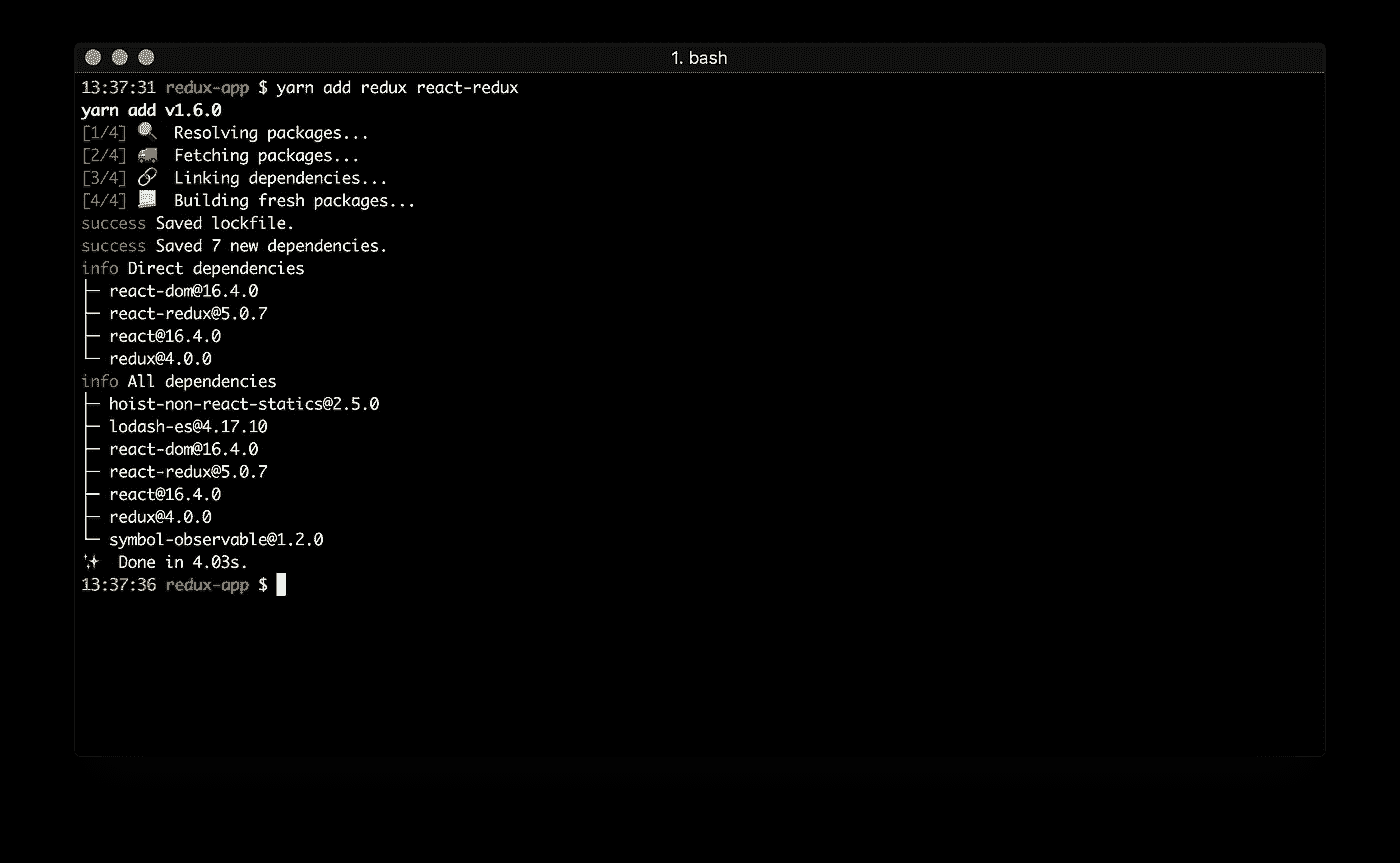 1. bash
13:37:31 redux-app $ yarn add redux react-redux
yarn add v1.6.0
[1/4] 🔍  Resolving packages...
[2/4] 🚚  Fetching packages...
[3/4] 🔗  Linking dependencies...
[4/4] 📃  Building fresh packages...
success Saved lockfile.
success Saved 7 new dependencies.
info Direct dependencies
├─ react-dom@16.4.0
├─ react-redux@5.0.7
├─ react@16.4.0
└─ redux@4.0.0
info All dependencies
├─ hoist-non-react-statics@2.5.0
├─ lodash-es@4.17.10
├─ react-dom@16.4.0
├─ react-redux@5.0.7
├─ react@16.4.0
├─ redux@4.0.0
└─ symbol-observable@1.2.0
✨  Done in 4.03s.
13:37:36 redux-app $